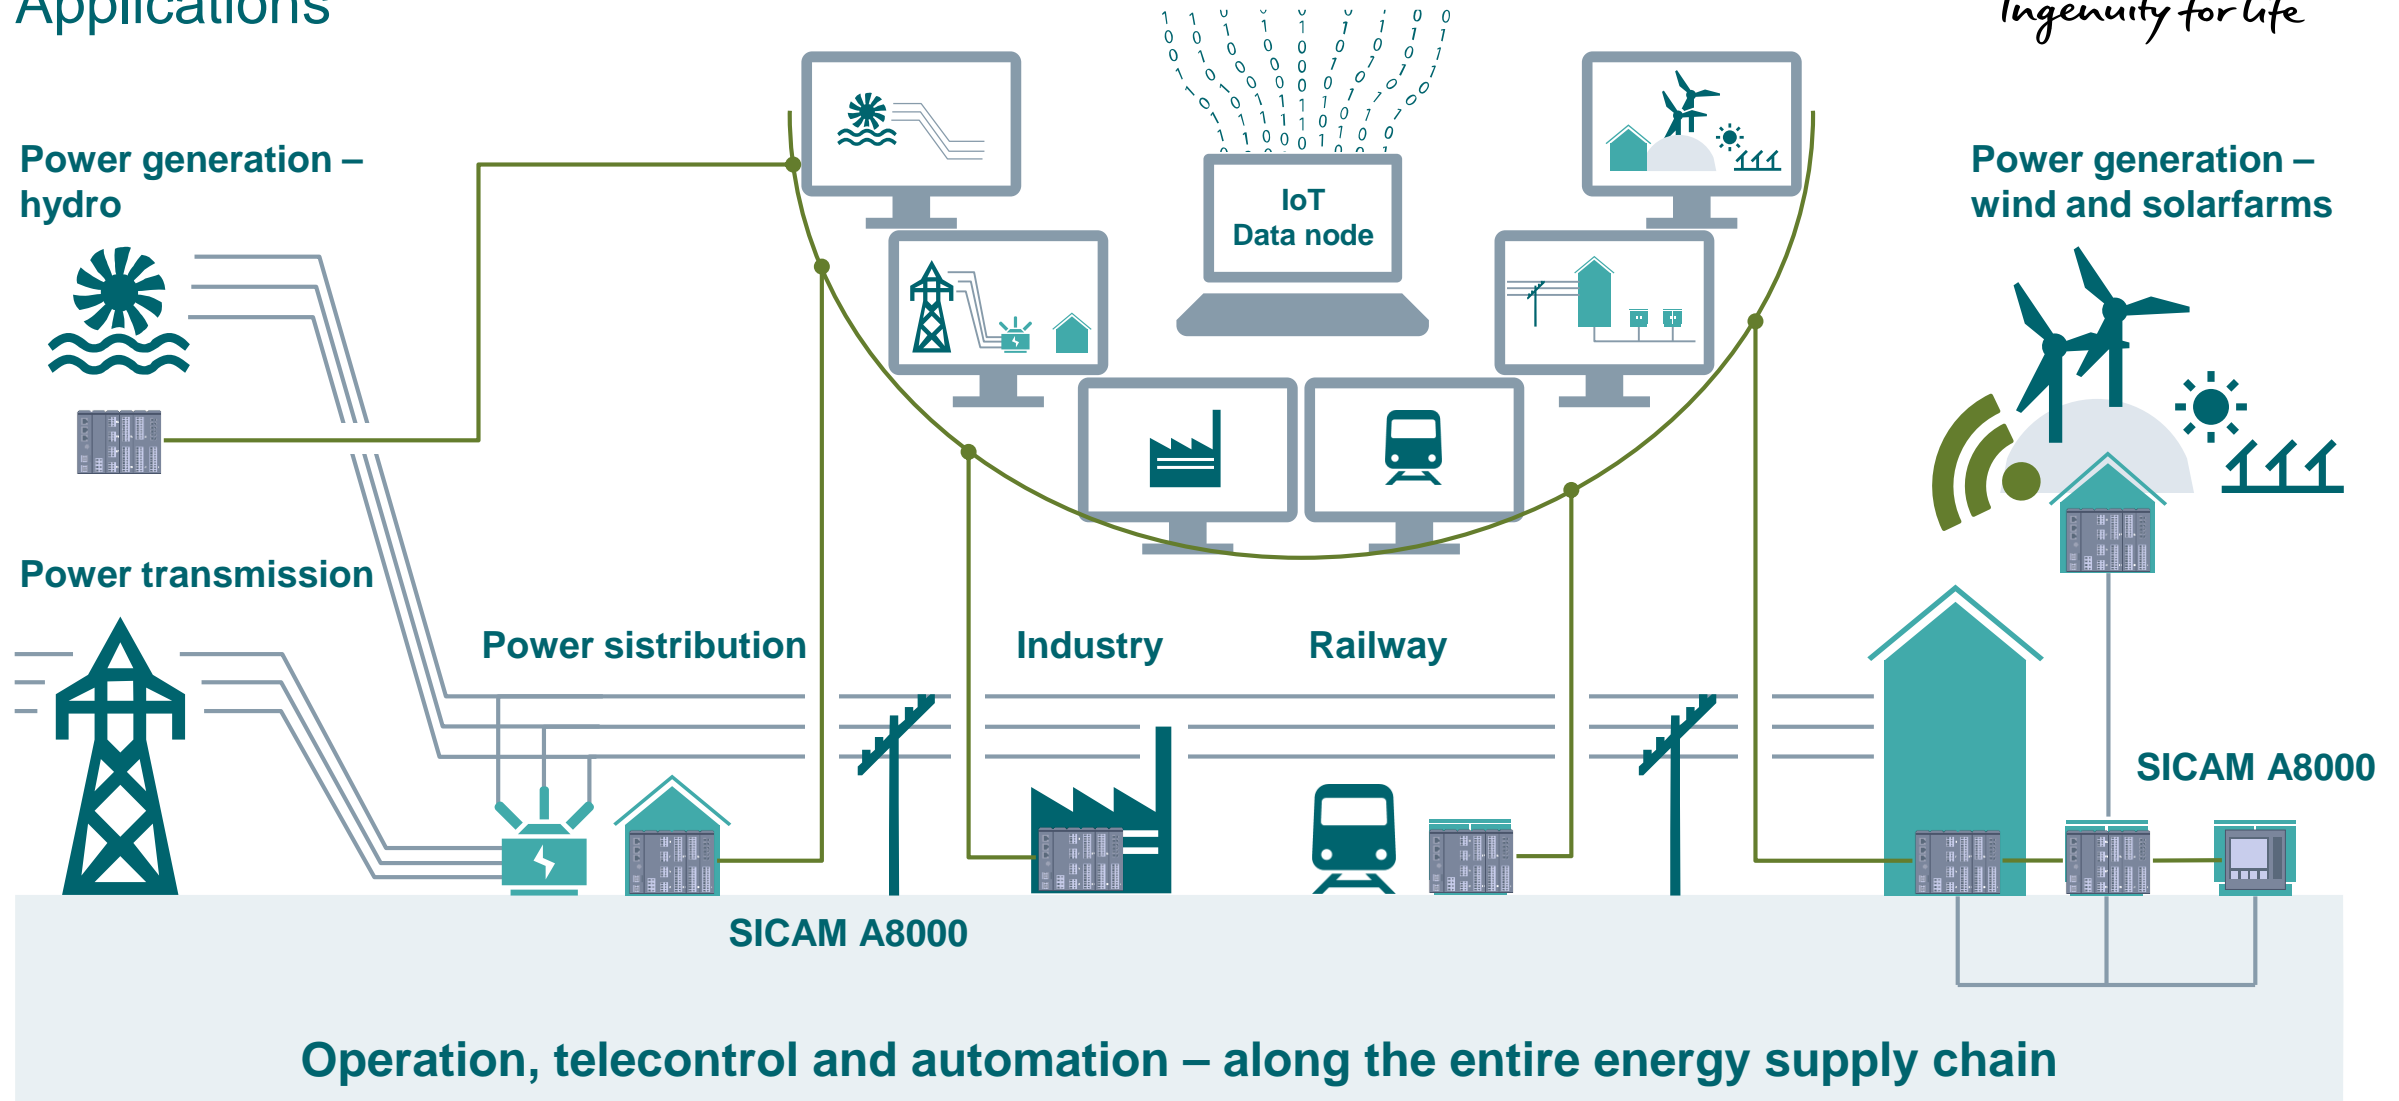 Applications
Ingenuity for life
Power generation –
hydro
IoT
Data node
Power generation –
wind and solarfarms
Power transmission
Power sistribution
Industry
Railway
SICAM A8000
SICAM A8000
Operation, telecontrol and automation – along the entire energy supply chain